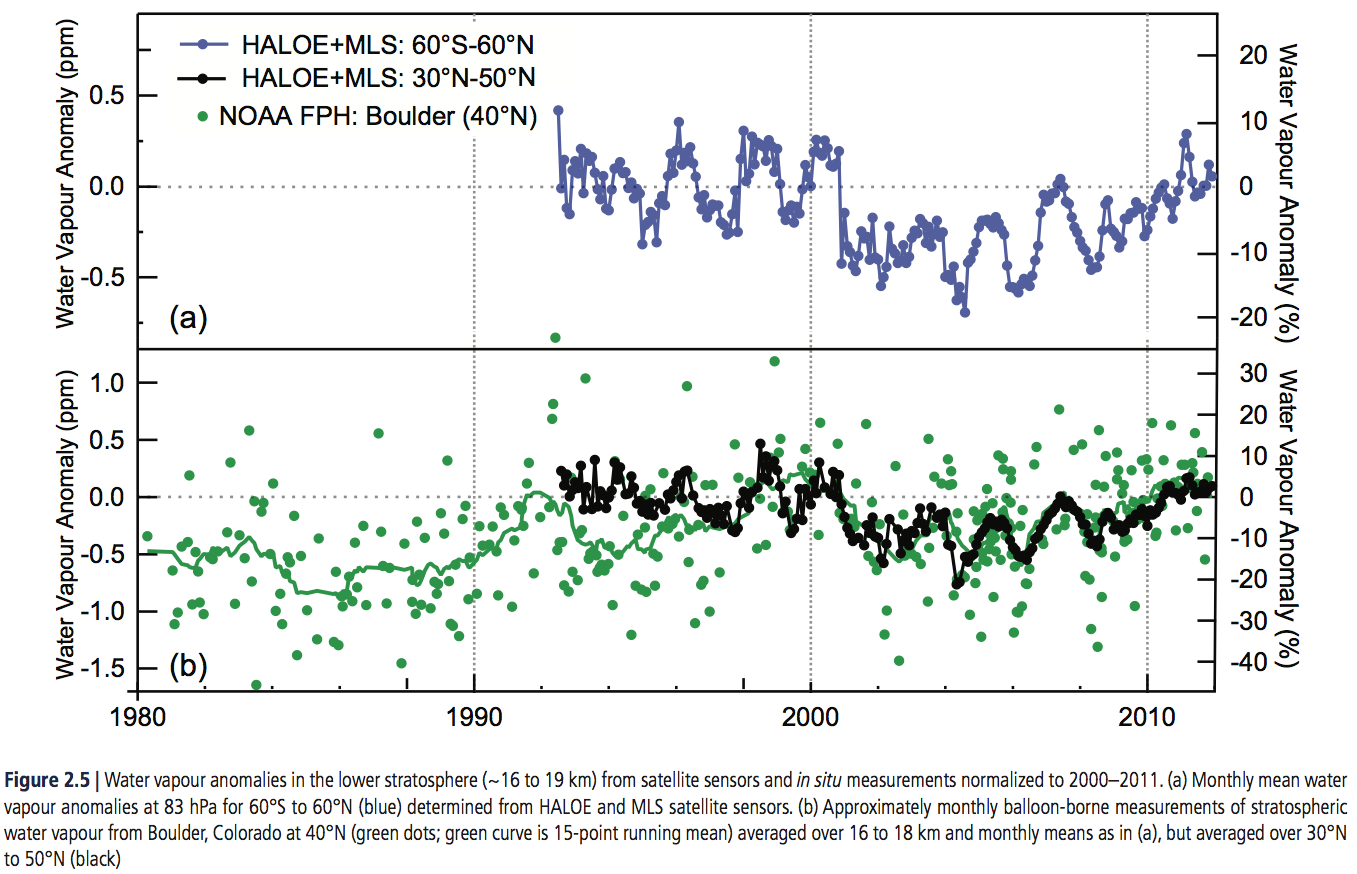 HALOE+MLS: 60°S-60°N
HALOE+MLS: 30°N-50°N
NOAA FPH: Boulder (40°N)
Water Vapour Anomaly (ppm)
0.5
0.0
-0.5
(a)
20
10
0
-10
-20
Water Vapour Anomaly (%)
Water Vapour Anomaly (ppm)
1.0
0.5
0.0
-0.5
-1.0
-1.5
(b)
30
20
10
0
-10
-20
-30
-40
Water Vapour Anomaly (%)
1980
1990
2000
2010
Figure 2.5 | Water vapour anomalies in the lower stratosphere (~16 to 19 km) from satellite sensors and in situ measurements normalized to 2000–2011. (a) Monthly mean water
vapour anomalies at 83 hPa for 60°S to 60°N (blue) determined from HALOE and MLS satellite sensors. (b) Approximately monthly balloon-borne measurements of stratospheric
water vapour from Boulder, Colorado at 40°N (green dots; green curve is 15-point running mean) averaged over 16 to 18 km and monthly means as in (a), but averaged over 30°N
to 50°N (black)